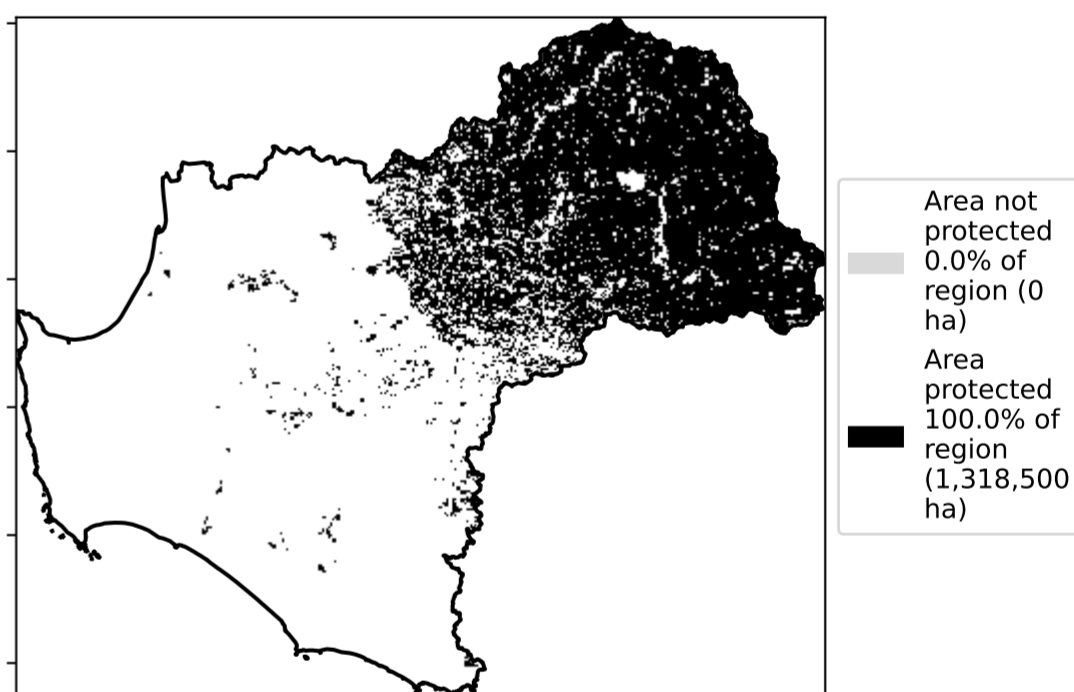 Area not
protected
0.0% of
region (0
ha)
Area
protected
100.0% of
region
(1,318,500
ha)